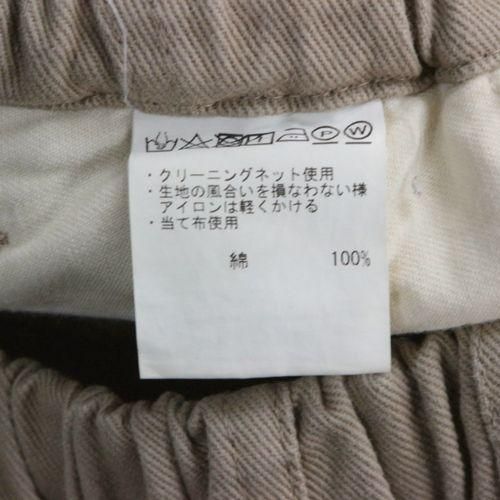 P W
・クリーニングネット使用
・生地の風合いを損なわない様
アイロンは軽くかける
・当て布使用
綿 100%